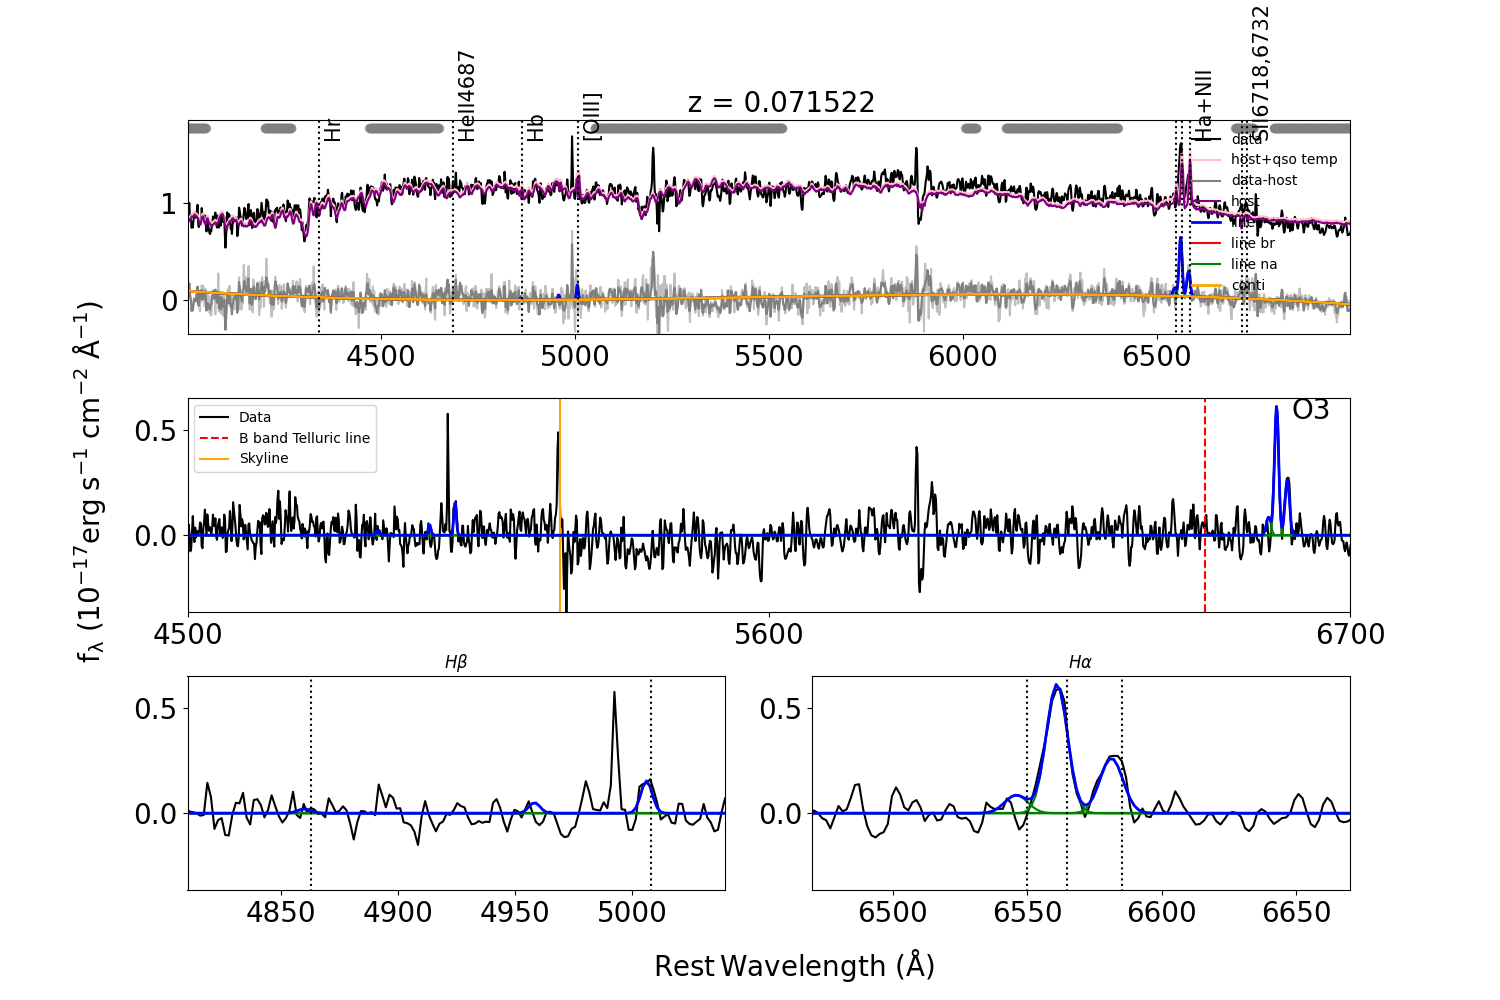 z = 0.071522
Hr
HeII4687
Hb
[OIII]
Ha+NII
SII6718,6732
data
host+qso temp
data-host
host
line
line br
line na
conti
1
0
4500 5000 5500 6000 6500
Data
B band Telluric line
Skyline
O3
0.5
0.0
4500 5600 6700
fλ (10⁻¹⁷erg s⁻¹ cm⁻² Å⁻¹)
Hβ
0.5
0.0
4850 4900 4950 5000
Hα
0.5
0.0
6500 6550 6600 6650
Rest Wavelength (Å)